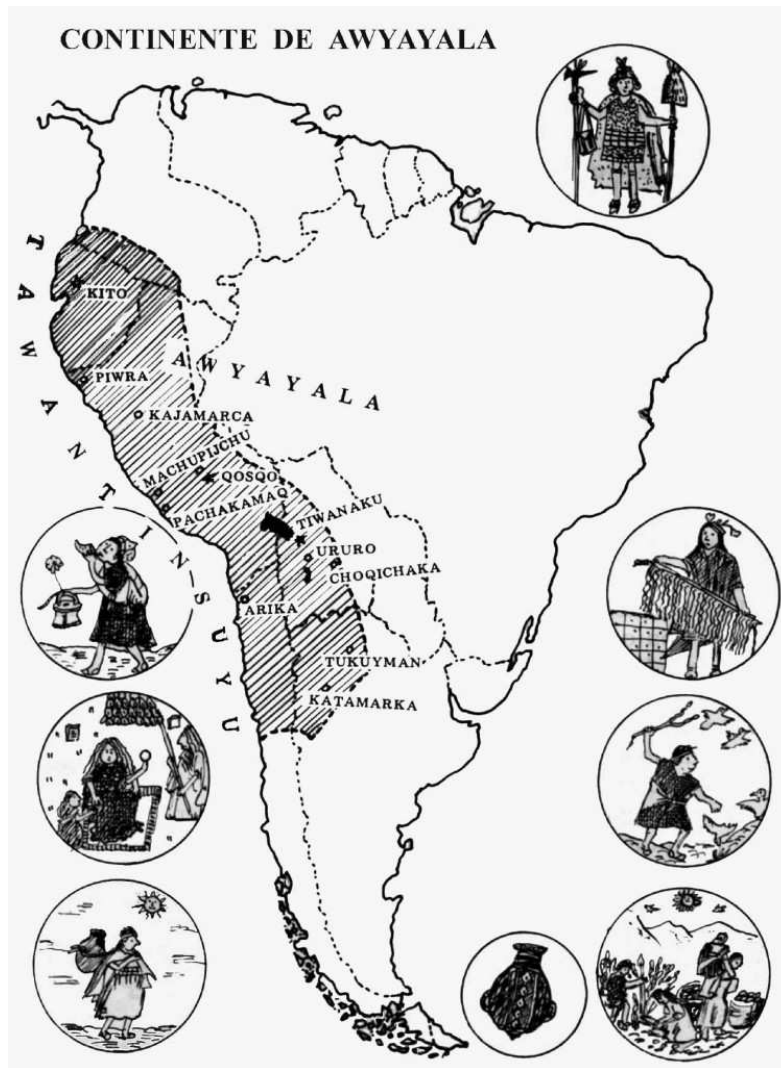 CONTINENTE DE AWYAYALA
TAWANTINSUYU
KITO
AWYAYALA
PIWRA
KAJAMARCA
MACHUPIJCHU
QOSQO
PACHAKAMAQ
TIWANAKU
URURO
CHOQICHAKA
ARIKA
TUKUYMAN
KATAMARKA